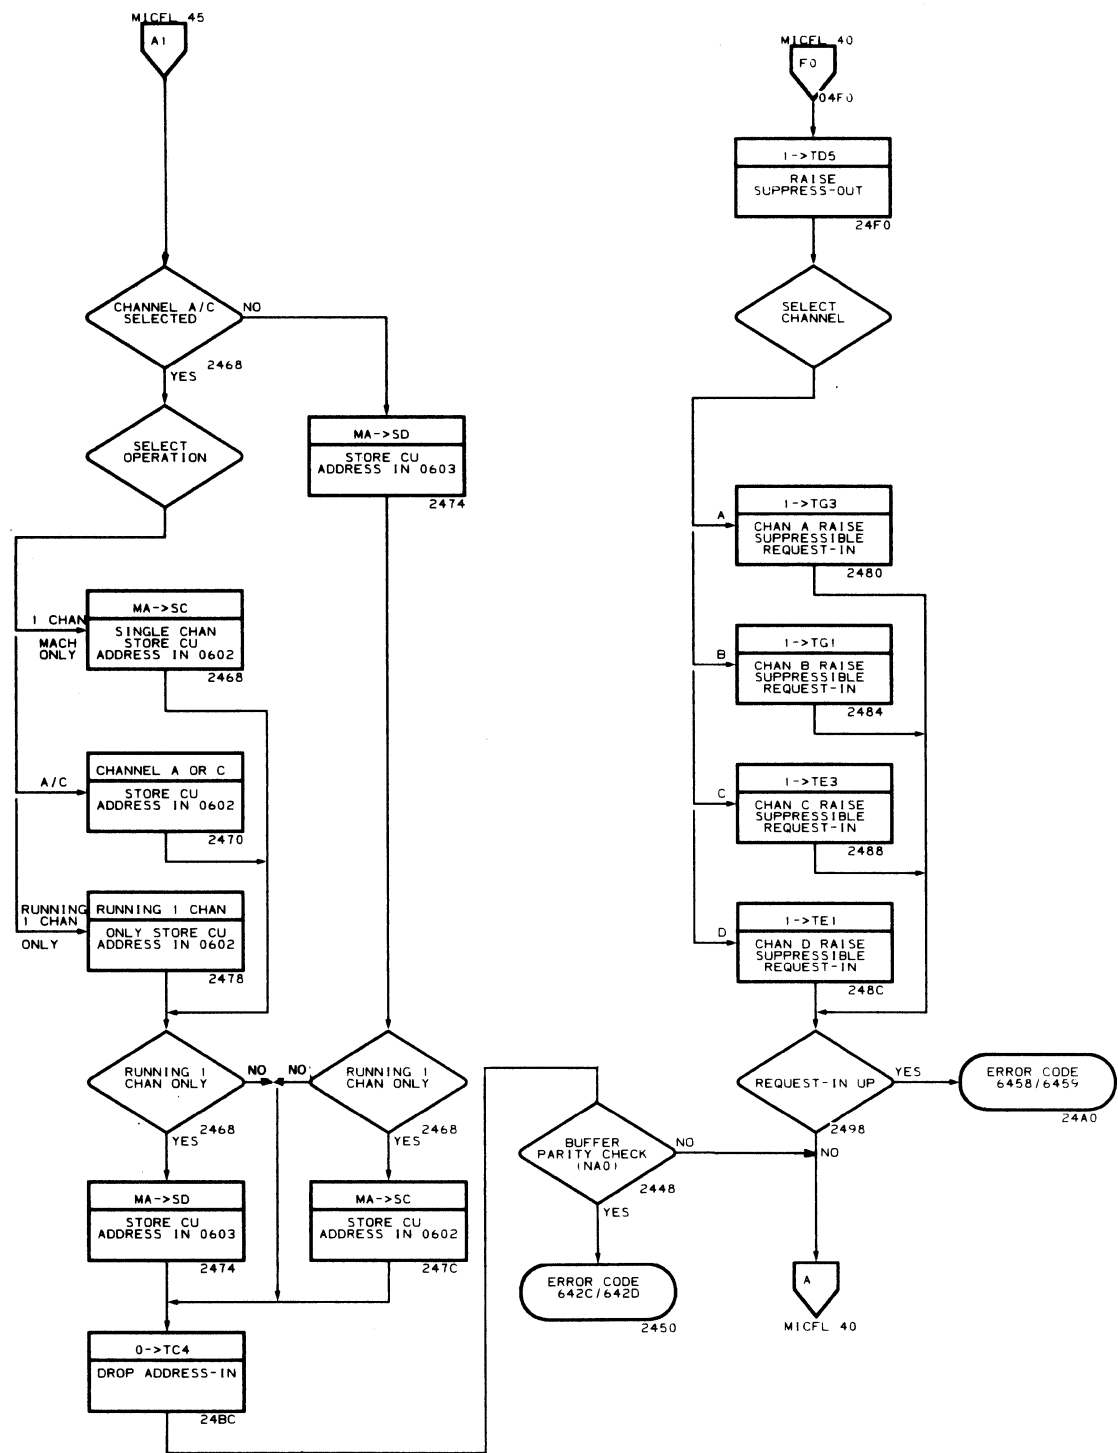 MICFL 45
A1
CHANNEL A/C
SELECTED
NO
2468
YES
SELECT
OPERATION
MA->SD
STORE CU
ADDRESS IN 0603
2474
1 CHAN
MACH
ONLY
MA->SC
SINGLE CHAN
STORE CU
ADDRESS IN 0602
2468
A/C
CHANNEL A OR C
STORE CU
ADDRESS IN 0602
2470
RUNNING
1 CHAN
ONLY
RUNNING 1 CHAN
ONLY STORE CU
ADDRESS IN 0602
2478
RUNNING 1
CHAN ONLY
NO
2468
YES
NO
RUNNING 1
CHAN ONLY
2468
YES
MA->SD
STORE CU
ADDRESS IN 0603
2474
MA->SC
STORE CU
ADDRESS IN 0602
247C
0->TC4
DROP ADDRESS-IN
24BC
BUFFER
PARITY CHECK
(NA0)
NO
2448
YES
ERROR CODE
642C/642D
2450
MICFL 40
F0
04F0
1->TD5
RAISE
SUPPRESS-OUT
24F0
SELECT
CHANNEL
A
1->TG3
CHAN A RAISE
SUPPRESSIBLE
REQUEST-IN
2480
B
1->TG1
CHAN B RAISE
SUPPRESSIBLE
REQUEST-IN
2484
C
1->TE3
CHAN C RAISE
SUPPRESSIBLE
REQUEST-IN
2488
D
1->TE1
CHAN D RAISE
SUPPRESSIBLE
REQUEST-IN
248C
REQUEST-IN UP
YES
2498
NO
ERROR CODE
6458/6459
24A0
A
MICFL 40